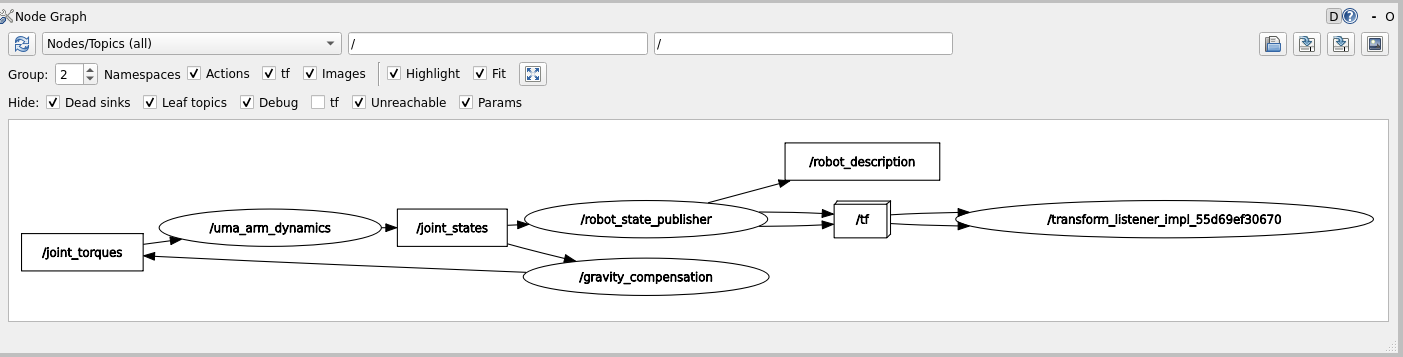 Node Graph D ? - O
Nodes/Topics (all) / /
Group: 2 Namespaces Actions tf Images Highlight Fit
Hide: Dead sinks Leaf topics Debug tf Unreachable Params
/robot_description
/uma_arm_dynamics /joint_states /robot_state_publisher /tf /transform_listener_impl_55d69ef30670
/joint_torques
/gravity_compensation